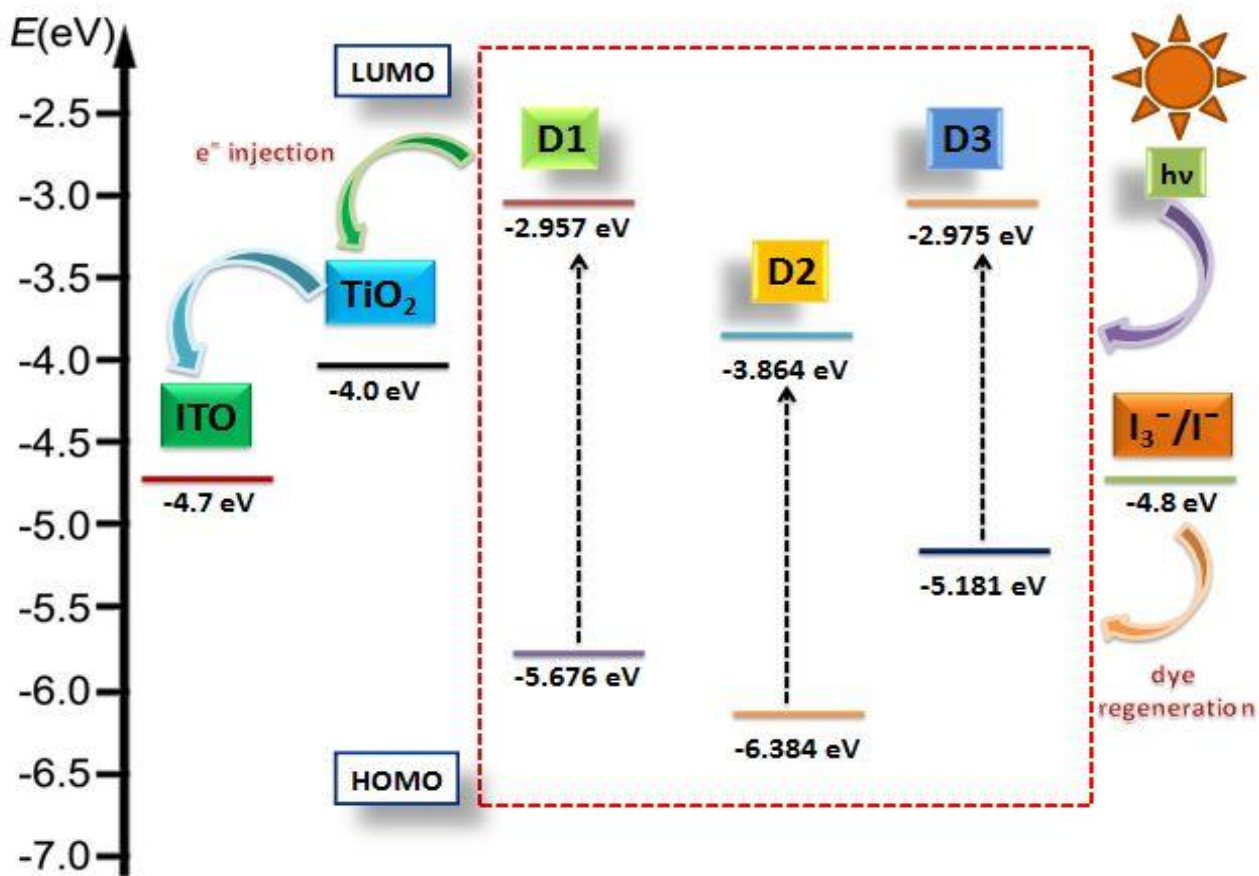 E(eV)
LUMO
-2.5
D1
D3
e⁻ injection
hν
-3.0
-2.957 eV
-2.975 eV
D2
-3.5
TiO₂
-4.0
-4.0 eV
-3.864 eV
ITO
I₃⁻/I⁻
-4.5
-4.7 eV
-4.8 eV
-5.0
-5.181 eV
-5.5
-5.676 eV
dye
regeneration
-6.0
-6.384 eV
HOMO
-6.5
-7.0